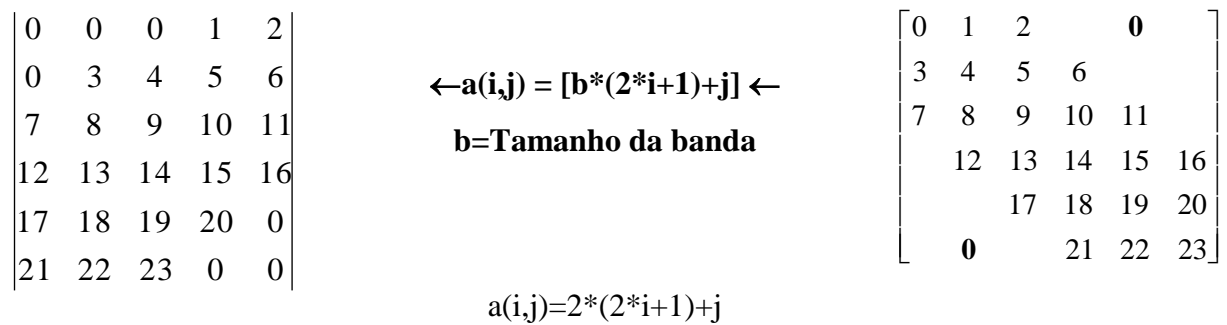 0 0 0 1 2
0 3 4 5 6
7 8 9 10 11
12 13 14 15 16
17 18 19 20 0
21 22 23 0 0
←a(i,j) = [b*(2*i+1)+j] ←
b=Tamanho da banda
0 1 2 0
3 4 5 6
7 8 9 10 11
12 13 14 15 16
17 18 19 20
0 21 22 23
a(i,j)=2*(2*i+1)+j